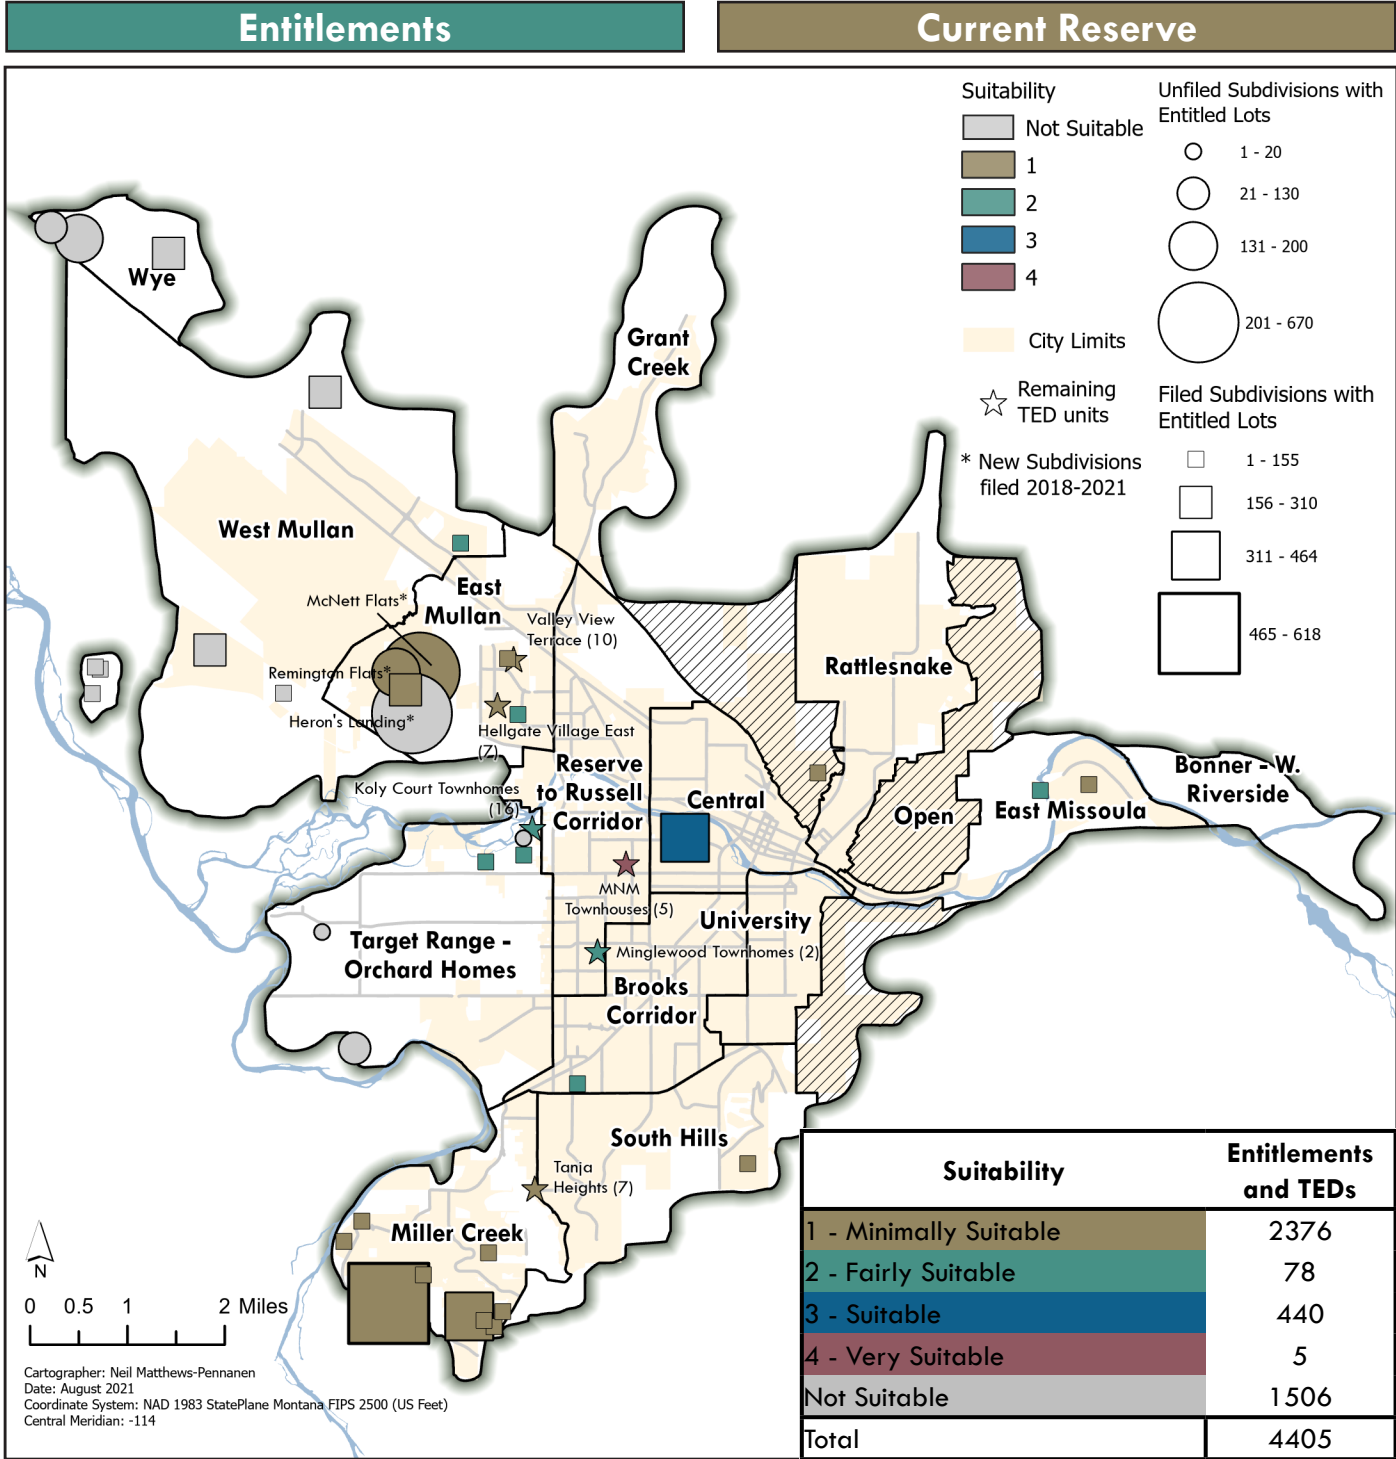 Entitlements
Current Reserve
Suitability
Not Suitable
1
2
3
4
City Limits
Remaining
TED units
* New Subdivisions
filed 2018-2021
Unfiled Subdivisions with
Entitled Lots
1 - 20
21 - 130
131 - 200
201 - 670
Filed Subdivisions with
Entitled Lots
1 - 155
156 - 310
311 - 464
465 - 618
Wye
Grant
Creek
West Mullan
East
Mullan
McNett Flats*
Valley View
Terrace (10)
Remington Flats*
Heron's Landing*
Hellgate Village East
(7)
Rattlesnake
Reserve
to Russell
Corridor
Koly Court Townhomes
(16)
Central
Open
East Missoula
Bonner - W.
Riverside
MNM
Townhouses (5)
University
Target Range -
Orchard Homes
Minglewood Townhomes (2)
Brooks
Corridor
South Hills
Tanja
Heights (7)
Miller Creek
N
0 0.5 1 2 Miles
Cartographer: Neil Matthews-Pennanen
Date: August 2021
Coordinate System: NAD 1983 StatePlane Montana FIPS 2500 (US Feet)
Central Meridian: -114
Suitability
Entitlements
and TEDs
1 - Minimally Suitable 2376
2 - Fairly Suitable 78
3 - Suitable 440
4 - Very Suitable 5
Not Suitable 1506
Total 4405